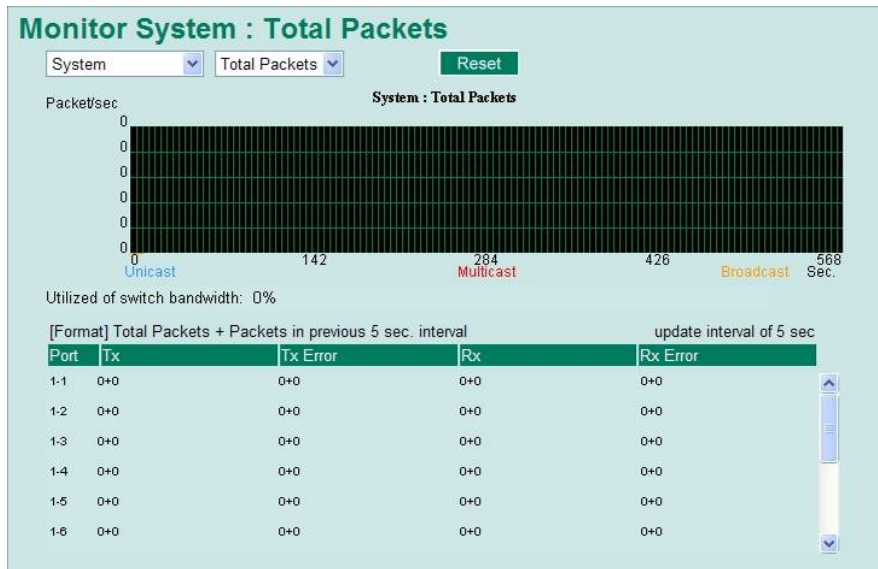 Monitor System : Total Packets
System Total Packets Reset
Packet/sec System : Total Packets
0
0
0
0
0
0
0 142 284 426 568
Unicast Multicast Broadcast Sec.
Utilized of switch bandwidth: 0%
[Format] Total Packets + Packets in previous 5 sec. interval update interval of 5 sec
Port Tx Tx Error Rx Rx Error
1-1 0+0 0+0 0+0 0+0
1-2 0+0 0+0 0+0 0+0
1-3 0+0 0+0 0+0 0+0
1-4 0+0 0+0 0+0 0+0
1-5 0+0 0+0 0+0 0+0
1-6 0+0 0+0 0+0 0+0